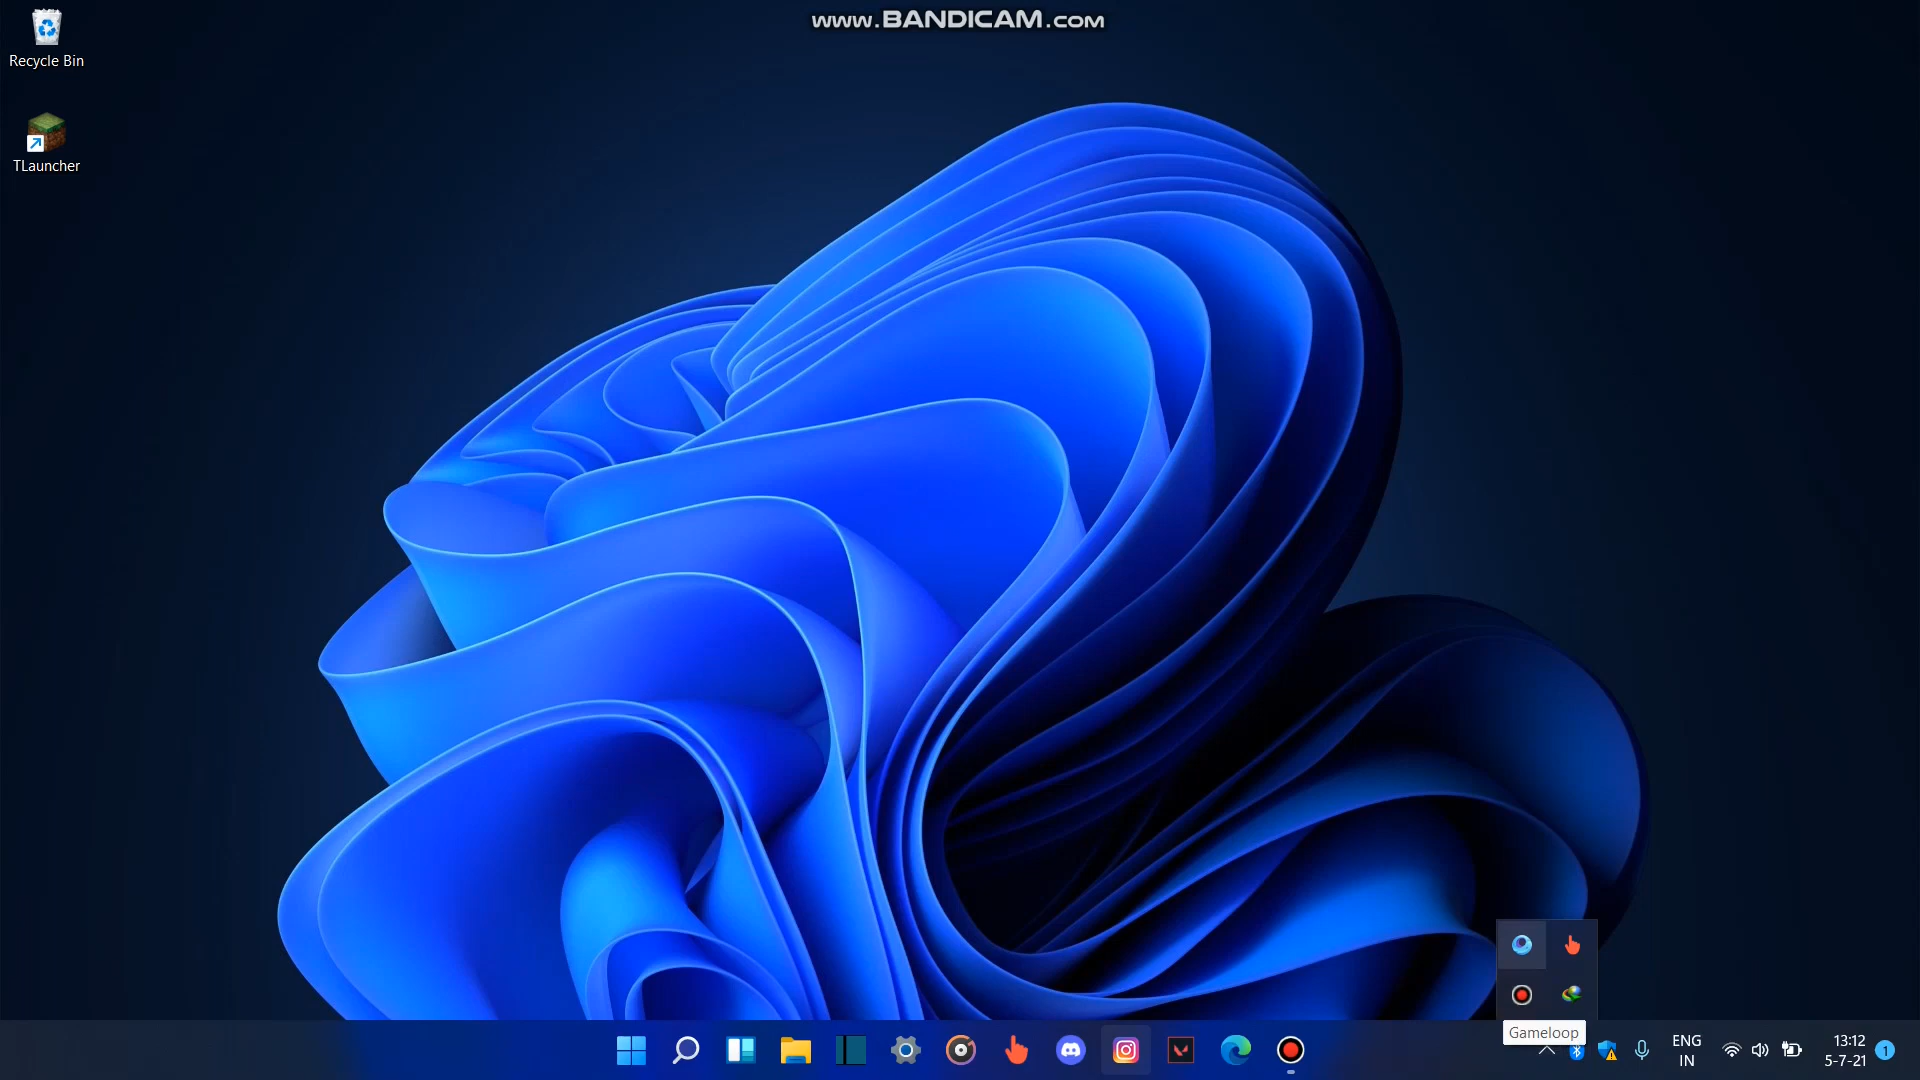 www.BANDICAM.com
Recycle Bin
TLauncher
Gameloop
ENG
IN
13:12
5-7-21
1